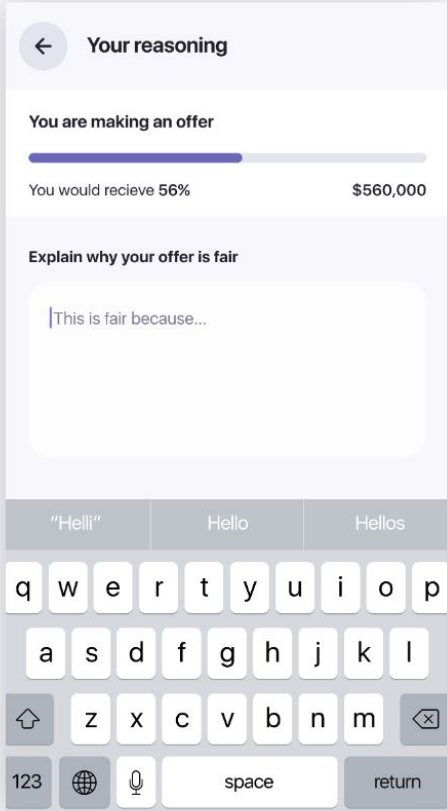 Your reasoning
You are making an offer
You would recieve 56% $560,000
Explain why your offer is fair
This is fair because...
"Helli" Hello Hellos
q w e r t y u i o p
a s d f g h j k l
z x c v b n m
123 space return